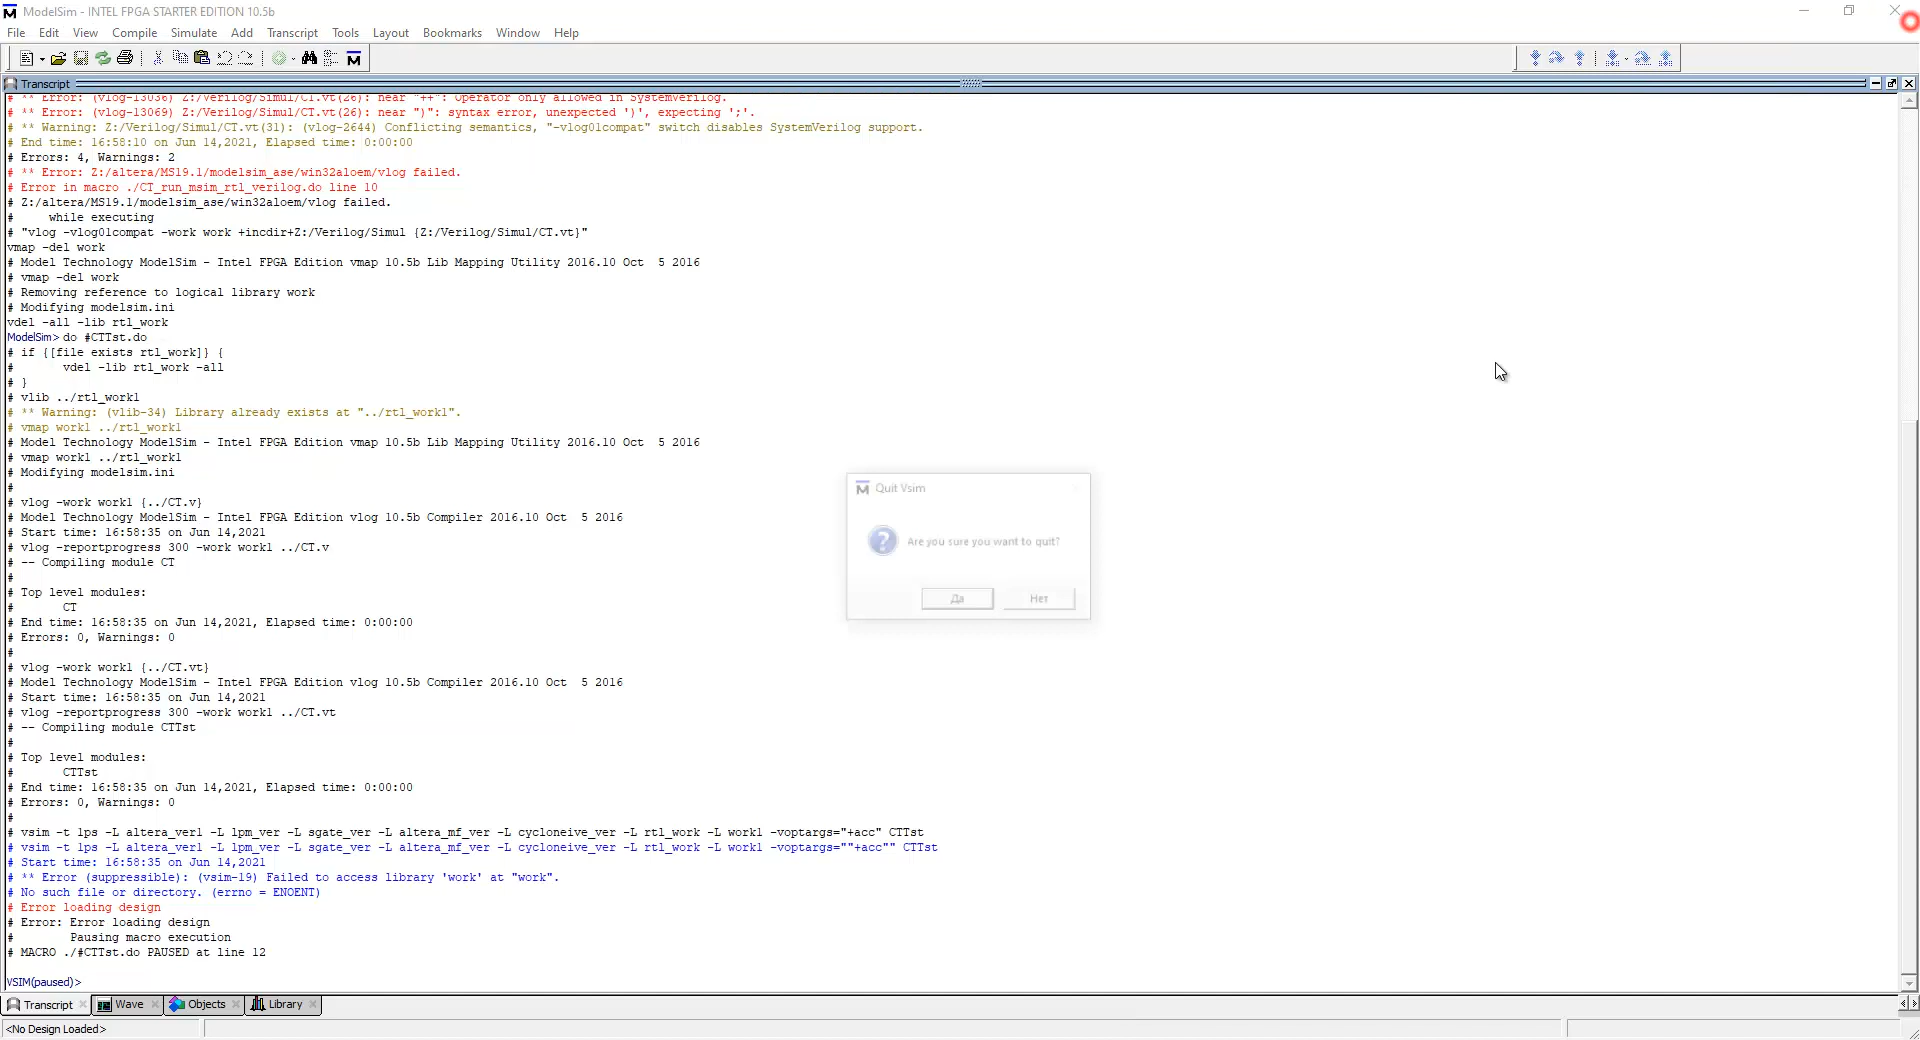 ModelSim - INTEL FPGA STARTER EDITION 10.5b
File Edit View Compile Simulate Add Transcript Tools Layout Bookmarks Window Help
Transcript
# ** Error: (vlog-13036) Z:/Verilog/Simul/CT.vt(26): near "++": Operator only allowed in SystemVerilog.
# ** Error: (vlog-13069) Z:/Verilog/Simul/CT.vt(26): near ")": syntax error, unexpected ')', expecting ';'.
# ** Warning: Z:/Verilog/Simul/CT.vt(31): (vlog-2644) Conflicting semantics, "-vlog01compat" switch disables SystemVerilog support.
# End time: 16:58:10 on Jun 14,2021, Elapsed time: 0:00:00
# Errors: 4, Warnings: 2
# ** Error: Z:/altera/MS19.1/modelsim_ase/win32aloem/vlog failed.
# Error in macro ./CT_run_msim_rtl_verilog.do line 10
# Z:/altera/MS19.1/modelsim_ase/win32aloem/vlog failed.
#     while executing
# "vlog -vlog01compat -work work +incdir+Z:/Verilog/Simul {Z:/Verilog/Simul/CT.vt}"
vmap -del work
# Model Technology ModelSim - Intel FPGA Edition vmap 10.5b Lib Mapping Utility 2016.10 Oct  5 2016
# vmap -del work
# Removing reference to logical library work
# Modifying modelsim.ini
vdel -all -lib rtl_work
ModelSim> do #CTTst.do
# if {[file exists rtl_work]} {
#       vdel -lib rtl_work -all
# }
# vlib ../rtl_work1
# ** Warning: (vlib-34) Library already exists at "../rtl_work1".
# vmap work1 ../rtl_work1
# Model Technology ModelSim - Intel FPGA Edition vmap 10.5b Lib Mapping Utility 2016.10 Oct  5 2016
# vmap work1 ../rtl_work1
# Modifying modelsim.ini
#
# vlog -work work1 {../CT.v}
# Model Technology ModelSim - Intel FPGA Edition vlog 10.5b Compiler 2016.10 Oct  5 2016
# Start time: 16:58:35 on Jun 14,2021
# vlog -reportprogress 300 -work work1 ../CT.v
# -- Compiling module CT
#
# Top level modules:
#       CT
# End time: 16:58:35 on Jun 14,2021, Elapsed time: 0:00:00
# Errors: 0, Warnings: 0
#
# vlog -work work1 {../CT.vt}
# Model Technology ModelSim - Intel FPGA Edition vlog 10.5b Compiler 2016.10 Oct  5 2016
# Start time: 16:58:35 on Jun 14,2021
# vlog -reportprogress 300 -work work1 ../CT.vt
# -- Compiling module CTTst
#
# Top level modules:
#       CTTst
# End time: 16:58:35 on Jun 14,2021, Elapsed time: 0:00:00
# Errors: 0, Warnings: 0
#
# vsim -t 1ps -L altera_ver1 -L lpm_ver -L sgate_ver -L altera_mf_ver -L cycloneive_ver -L rtl_work -L work1 -voptargs="+acc" CTTst
# vsim -t 1ps -L altera_ver1 -L lpm_ver -L sgate_ver -L altera_mf_ver -L cycloneive_ver -L rtl_work -L work1 -voptargs=""+acc"" CTTst
# Start time: 16:58:35 on Jun 14,2021
# ** Error (suppressible): (vsim-19) Failed to access library 'work' at "work".
# No such file or directory. (errno = ENOENT)
# Error loading design
# Error: Error loading design
#        Pausing macro execution
# MACRO ./#CTTst.do PAUSED at line 12
VSIM(paused)>
Quit Vsim
Are you sure you want to quit?
Да Нет
Transcript Wave Objects Library
<No Design Loaded>